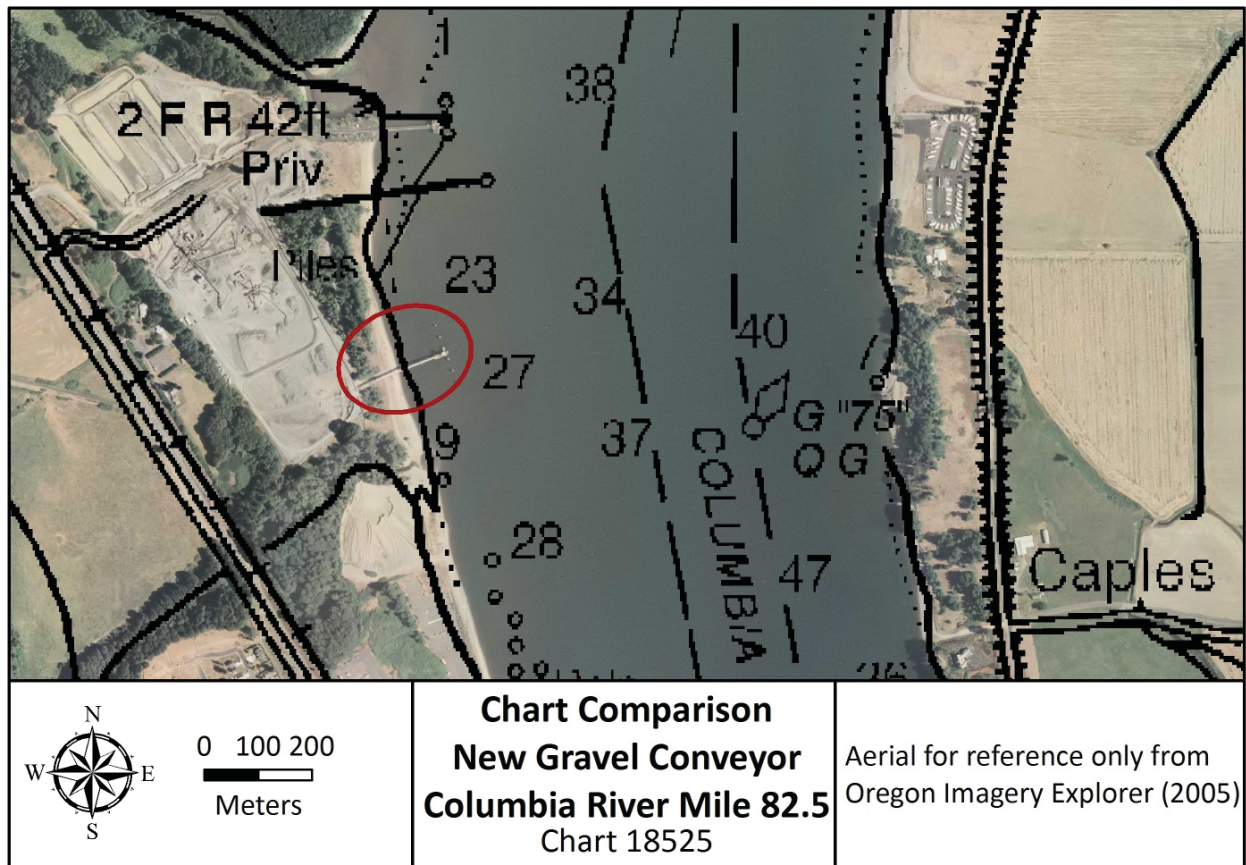 1
38
2 F R 42ft
Priv
Piles
23
34
40
27
G "75"
Q G
9
37
COLUMBIA
28
47
Caples
N
W E
S
0 100 200
Meters
Chart Comparison
New Gravel Conveyor
Columbia River Mile 82.5
Chart 18525
Aerial for reference only from
Oregon Imagery Explorer (2005)